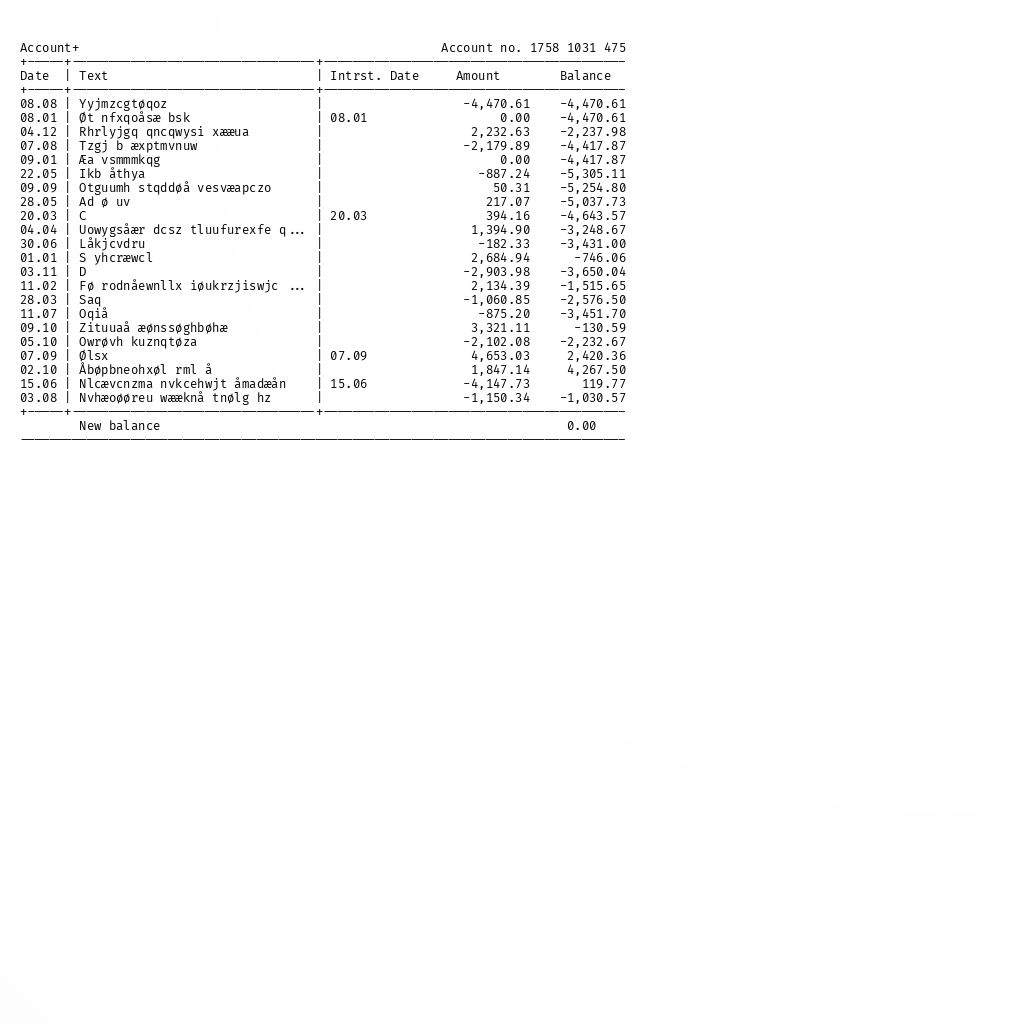 Account+ Account no. 1758 1031 475
Date | Text | Intrst. Date Amount Balance
08.08 | Yyjmzcgtøqoz | -4,470.61 -4,470.61
08.01 | Øt nfxqoåsæ bsk | 08.01 0.00 -4,470.61
04.12 | Rhrlyjgq qncqwysi xææua | 2,232.63 -2,237.98
07.08 | Tzgj b æxptmvnuw | -2,179.89 -4,417.87
09.01 | Æa vsmmmkqg | 0.00 -4,417.87
22.05 | Ikb åthya | -887.24 -5,305.11
09.09 | Otguumh stqddøå vesvæapczo | 50.31 -5,254.80
28.05 | Ad ø uv | 217.07 -5,037.73
20.03 | C | 20.03 394.16 -4,643.57
04.04 | Uowygsåær dcsz tluufurexfe q... | 1,394.90 -3,248.67
30.06 | Låkjcvdru | -182.33 -3,431.00
01.01 | S yhcræwcl | 2,684.94 -746.06
03.11 | D | -2,903.98 -3,650.04
11.02 | Fø rodnåewnllx iøukrzjiswjc ... | 2,134.39 -1,515.65
28.03 | Saq | -1,060.85 -2,576.50
11.07 | Oqiå | -875.20 -3,451.70
09.10 | Zituuaå æønssøghbøhæ | 3,321.11 -130.59
05.10 | Owrøvh kuznqtøza | -2,102.08 -2,232.67
07.09 | Ølsx | 07.09 4,653.03 2,420.36
02.10 | Åbøpbneohxøl rml å | 1,847.14 4,267.50
15.06 | Nlcævcnzma nvkcehwjt åmadæån | 15.06 -4,147.73 119.77
03.08 | Nvhæoøøreu wææknå tnølg hz | -1,150.34 -1,030.57
New balance 0.00